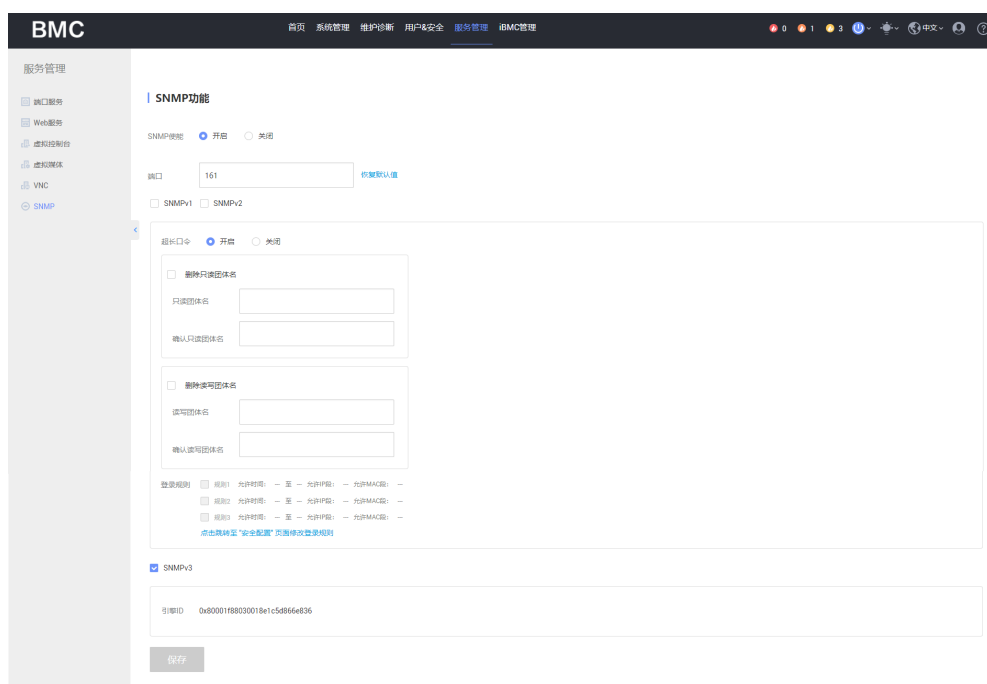 BMC 首页 系统管理 维护诊断 用户&安全 服务管理 iBMC管理 0 1 3 中文
服务管理
端口服务
Web服务
虚拟控制台
虚拟媒体
VNC
SNMP
SNMP功能
SNMP使能 开启 关闭
端口 161 恢复默认值
SNMPv1 SNMPv2
超长口令 开启 关闭
删除只读团体名
只读团体名
确认只读团体名
删除读写团体名
读写团体名
确认读写团体名
登录规则 规则1 允许时间: -- 至 -- 允许IP段: -- 允许MAC段: --
规则2 允许时间: -- 至 -- 允许IP段: -- 允许MAC段: --
规则3 允许时间: -- 至 -- 允许IP段: -- 允许MAC段: --
点击跳转至 "安全配置" 页面修改登录规则
SNMPv3
引擎ID 0x80001f88030018e1c5d866e836
保存